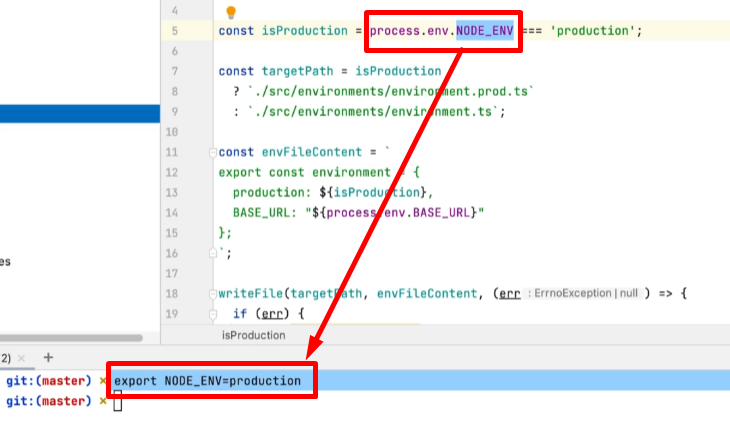 4
5 const isProduction = process.env.NODE_ENV === 'production';
6
7 const targetPath = isProduction
8 ? `./src/environments/environment.prod.ts`
9 : `./src/environments/environment.ts`;
10
11 const envFileContent = `
12 export const environment = {
13 production: ${isProduction},
14 BASE_URL: "${process.env.BASE_URL}"
15 };
16 `;
17
18 writeFile(targetPath, envFileContent, (err : ErrnoException | null ) => {
19 if (err) {
es
isProduction
2) × +
git:(master) × export NODE_ENV=production
git:(master) ×